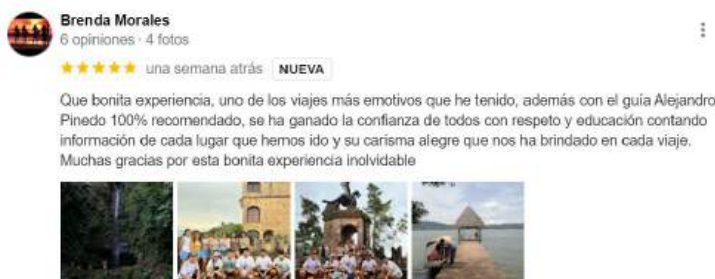 Brenda Morales
6 opiniones · 4 fotos
una semana atrás NUEVA
Que bonita experiencia, uno de los viajes más emotivos que he tenido, además con el guía Alejandro
Pinedo 100% recomendado, se ha ganado la confianza de todos con respeto y educación contando
información de cada lugar que hemos ido y su carisma alegre que nos ha brindado en cada viaje.
Muchas gracias por esta bonita experiencia inolvidable